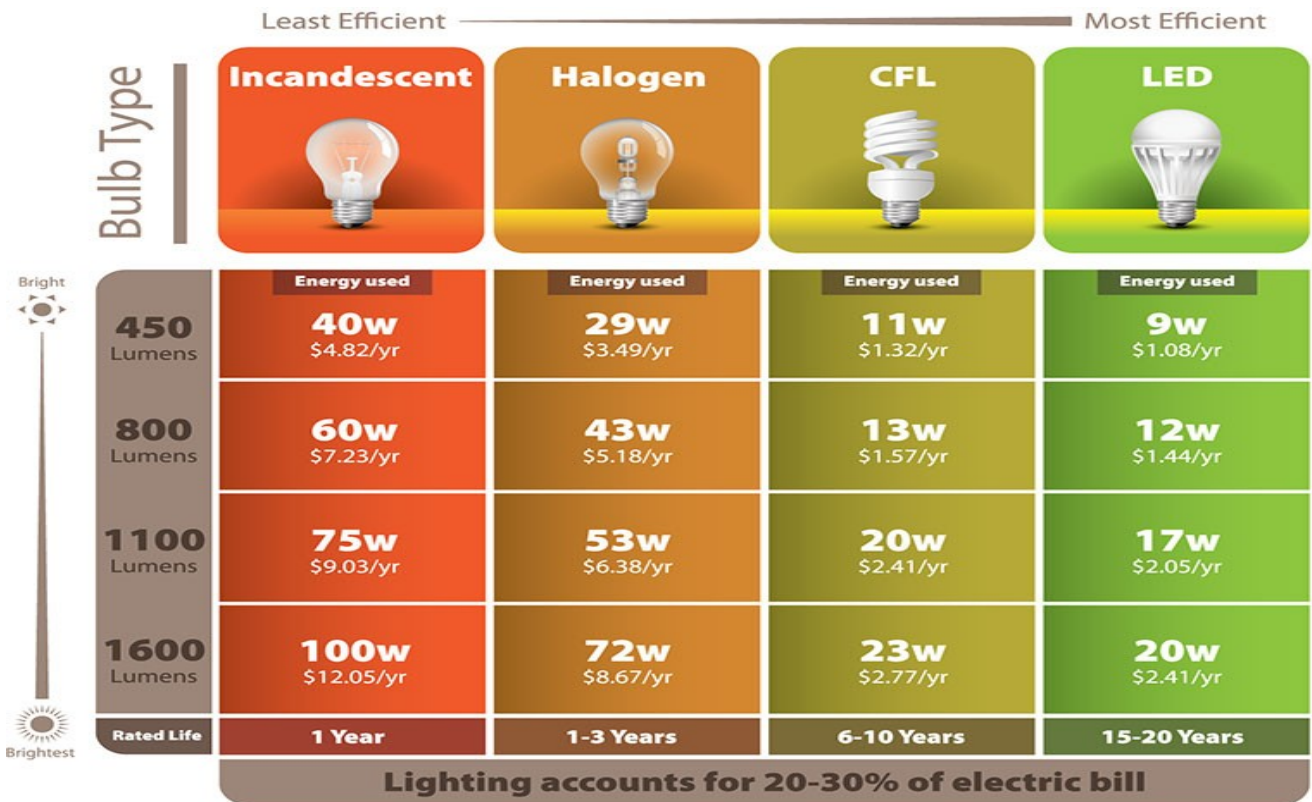 Least Efficient Most Efficient
Bulb Type
Incandescent Halogen CFL LED
Bright
Energy used Energy used Energy used Energy used
450 40w 29w 11w 9w
Lumens $4.82/yr $3.49/yr $1.32/yr $1.08/yr
800 60w 43w 13w 12w
Lumens $7.23/yr $5.18/yr $1.57/yr $1.44/yr
1100 75w 53w 20w 17w
Lumens $9.03/yr $6.38/yr $2.41/yr $2.05/yr
1600 100w 72w 23w 20w
Lumens $12.05/yr $8.67/yr $2.77/yr $2.41/yr
Brightest
Rated Life 1 Year 1-3 Years 6-10 Years 15-20 Years
Lighting accounts for 20-30% of electric bill